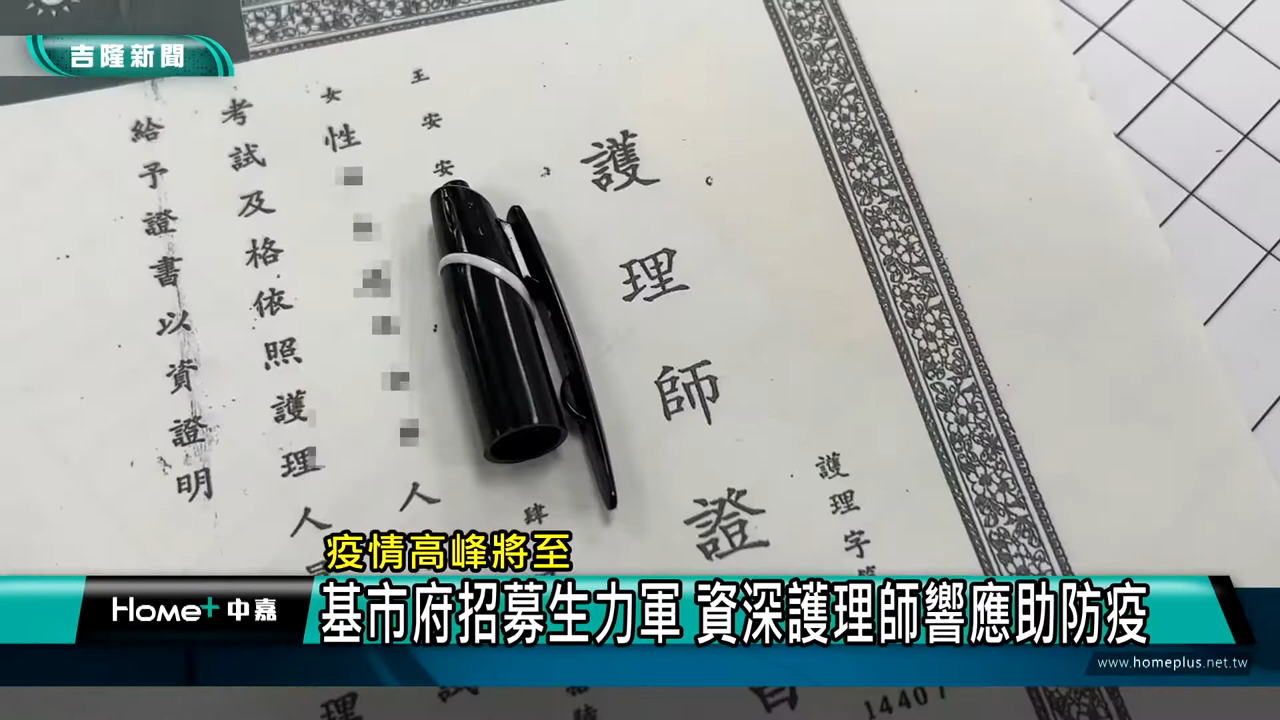 吉隆新聞
護理師證
護理字
王安安
肆
女性
人
考試及格依照護理人
給予證書以資證明
疫情高峰將至
Home+中嘉
基市府招募生力軍 資深護理師響應助防疫
www.homeplus.net.tw